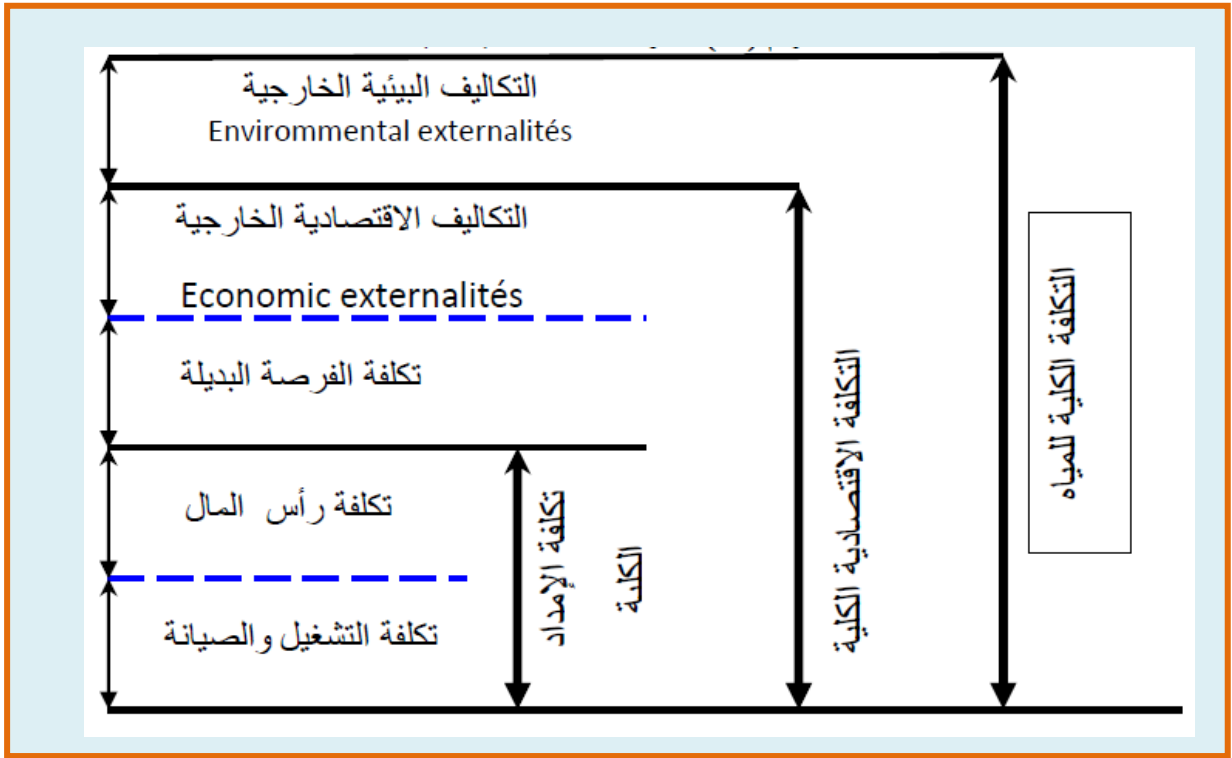 التكاليف البيئية الخارجية
Envirommental externalités
التكاليف الاقتصادية الخارجية
Economic externalités
تكلفة الفرصة البديلة
تكلفة رأس المال
تكلفة التشغيل والصيانة
تكلفة الإمداد
الكلية
التكلفة الاقتصادية الكلية
التكلفة الكلية للمياه